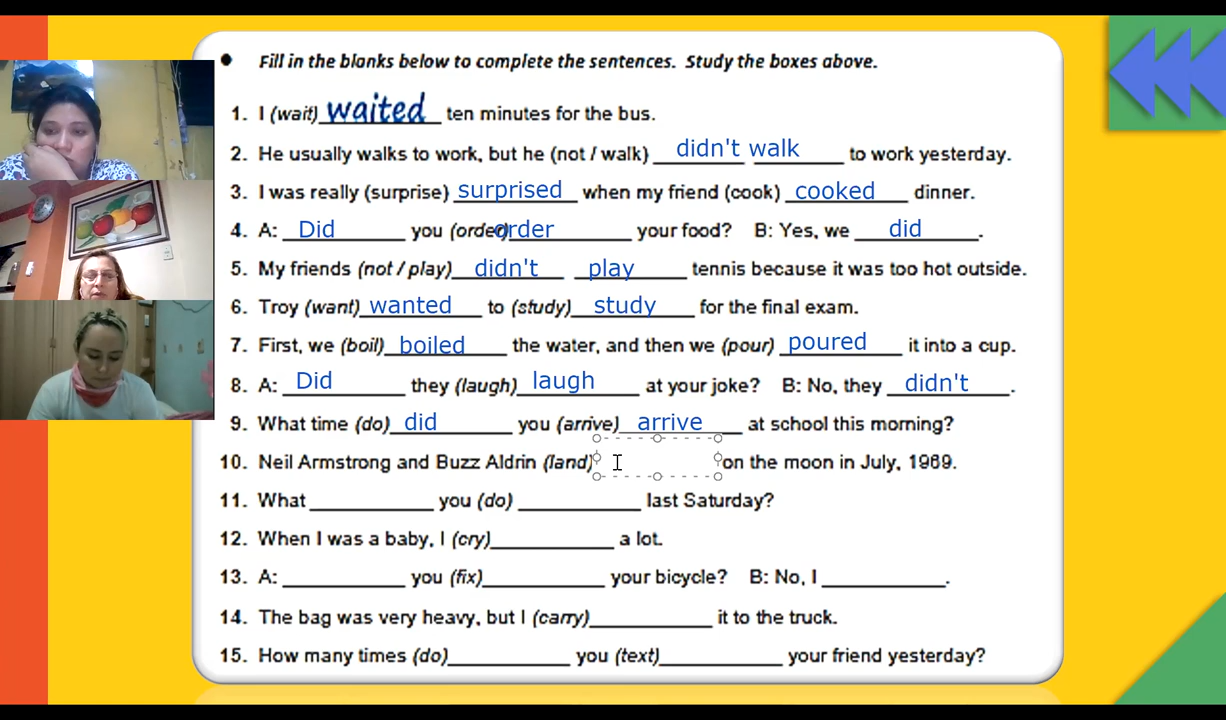 Fill in the blanks below to complete the sentences. Study the boxes above.
1. I (wait) waited ten minutes for the bus.
2. He usually walks to work, but he (not / walk) didn't walk to work yesterday.
3. I was really (surprise) surprised when my friend (cook) cooked dinner.
4. A: Did you (order) order your food? B: Yes, we did.
5. My friends (not / play) didn't play tennis because it was too hot outside.
6. Troy (want) wanted to (study) study for the final exam.
7. First, we (boil) boiled the water, and then we (pour) poured it into a cup.
8. A: Did they (laugh) laugh at your joke? B: No, they didn't.
9. What time (do) did you (arrive) arrive at school this morning?
10. Neil Armstrong and Buzz Aldrin (land) on the moon in July, 1969.
11. What ____________ you (do) ____________ last Saturday?
12. When I was a baby, I (cry)____________ a lot.
13. A: ____________ you (fix)____________ your bicycle? B: No, I ____________.
14. The bag was very heavy, but I (carry)____________ it to the truck.
15. How many times (do)____________ you (text)____________ your friend yesterday?